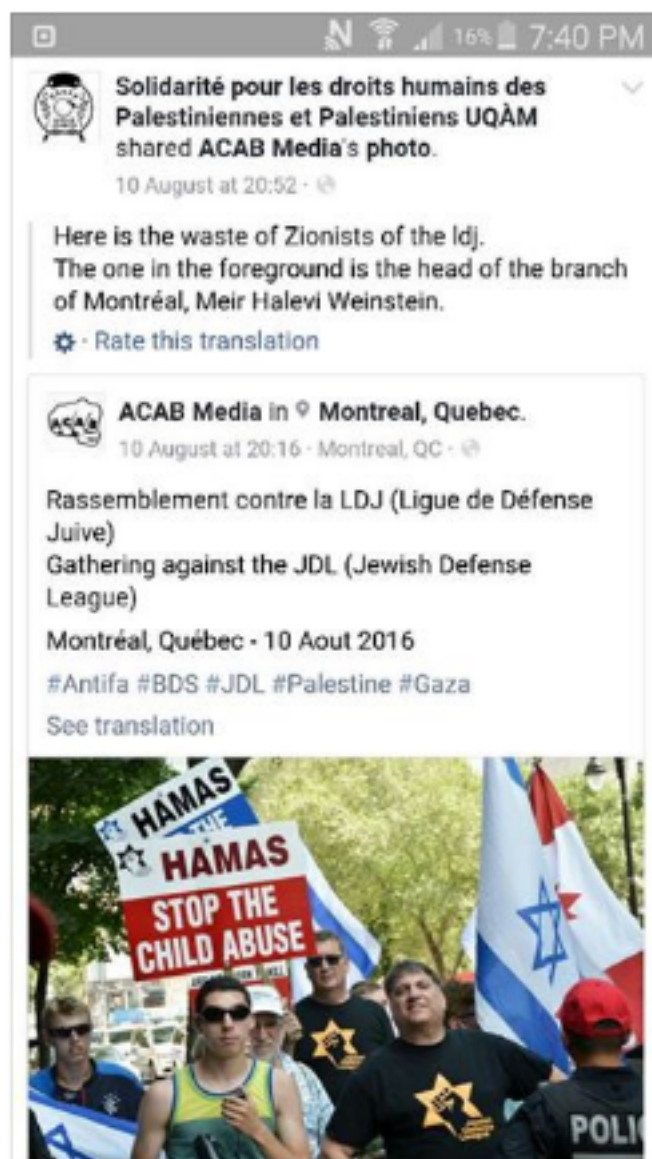 16% 7:40 PM
Solidarité pour les droits humains des
Palestiniennes et Palestiniens UQÀM
shared ACAB Media's photo.
10 August at 20:52
Here is the waste of Zionists of the ldj.
The one in the foreground is the head of the branch
of Montréal, Meir Halevi Weinstein.
Rate this translation
ACAB
ACAB Media in Montreal, Quebec.
10 August at 20:16 · Montreal, QC
Rassemblement contre la LDJ (Ligue de Défense
Juive)
Gathering against the JDL (Jewish Defense
League)
Montréal, Québec - 10 Aout 2016
#Antifa #BDS #JDL #Palestine #Gaza
See translation
HAMAS
THE
HAMAS
STOP THE
CHILD ABUSE
POLI